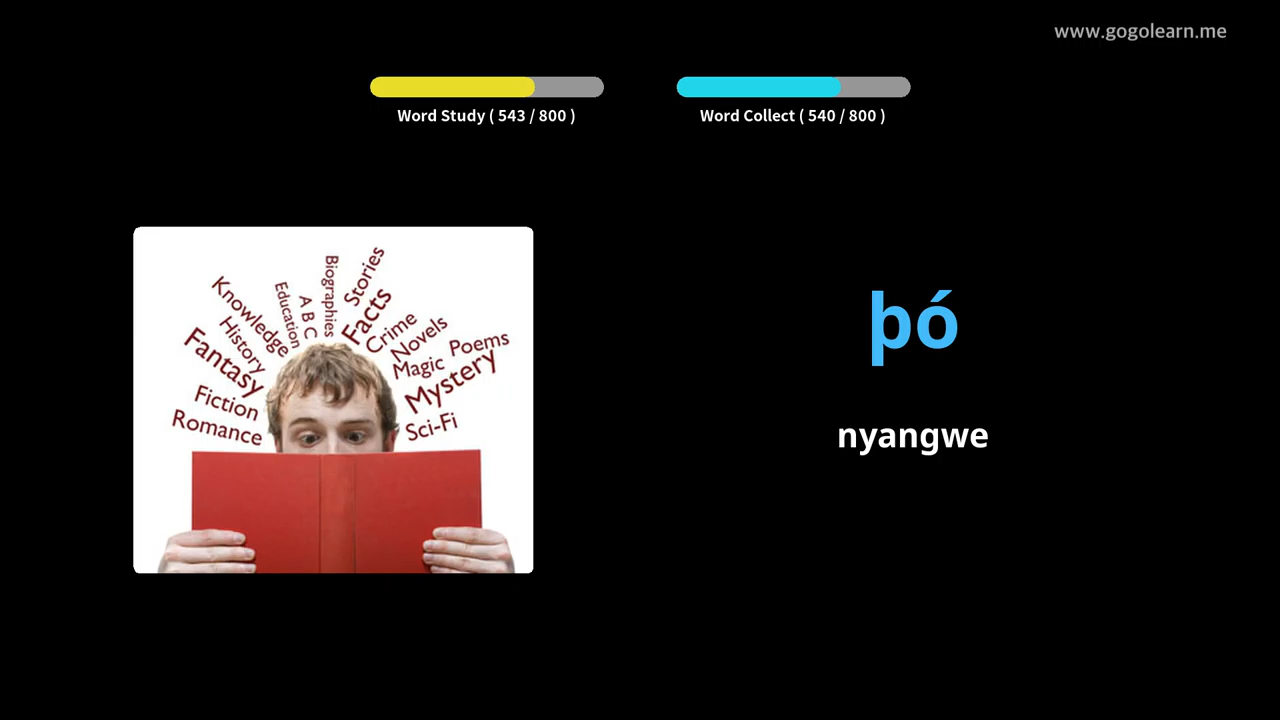 www.gogolearn.me
Word Study ( 543 / 800 )
Word Collect ( 540 / 800 )
Biographies
Stories
Education
A B C
Facts
Knowledge
Crime
History
Novels
Fantasy
Magic
Poems
Mystery
Fiction
Romance
Sci-Fi
þó
nyangwe